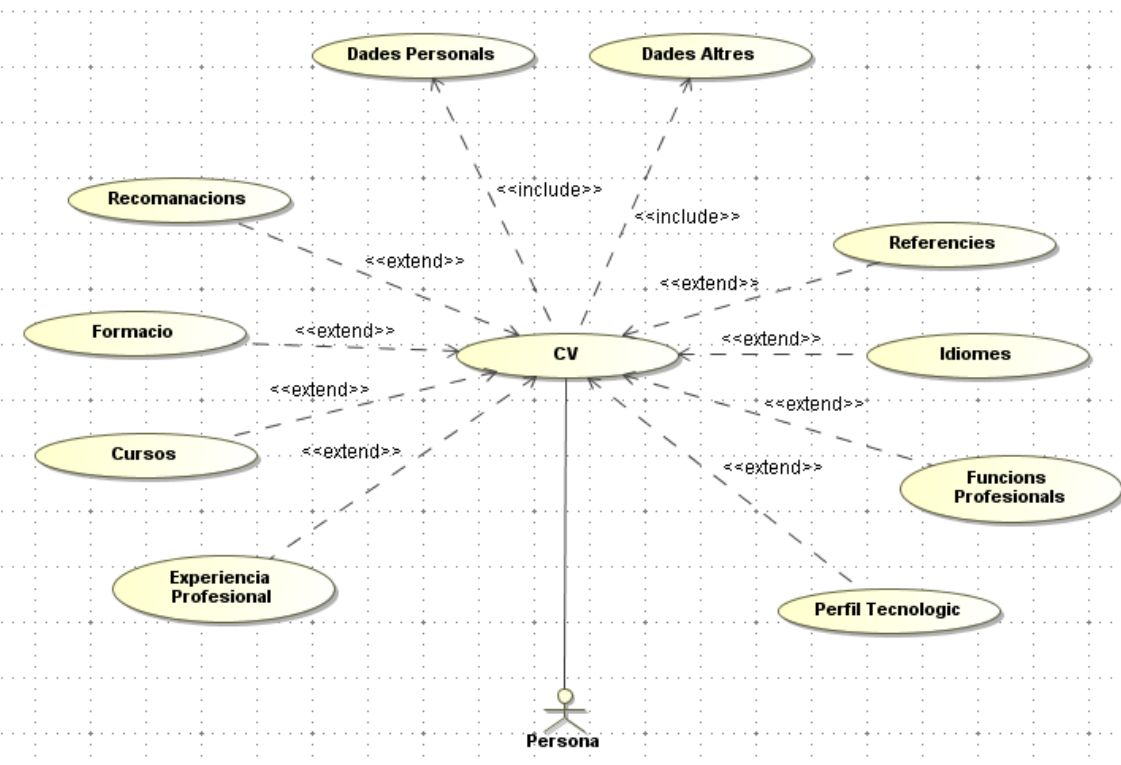 Dades Personals
Dades Altres
<<include>>
Recomanacions
<<include>>
Referencies
<<extend>>
<<extend>>
Formacio
<<extend>>
<<extend>>
CV
Idiomes
<<extend>>
<<extend>>
Cursos
<<extend>>
<<extend>>
Funcions
Profesionals
Experiencia
Profesional
Perfil Tecnologic
Persona